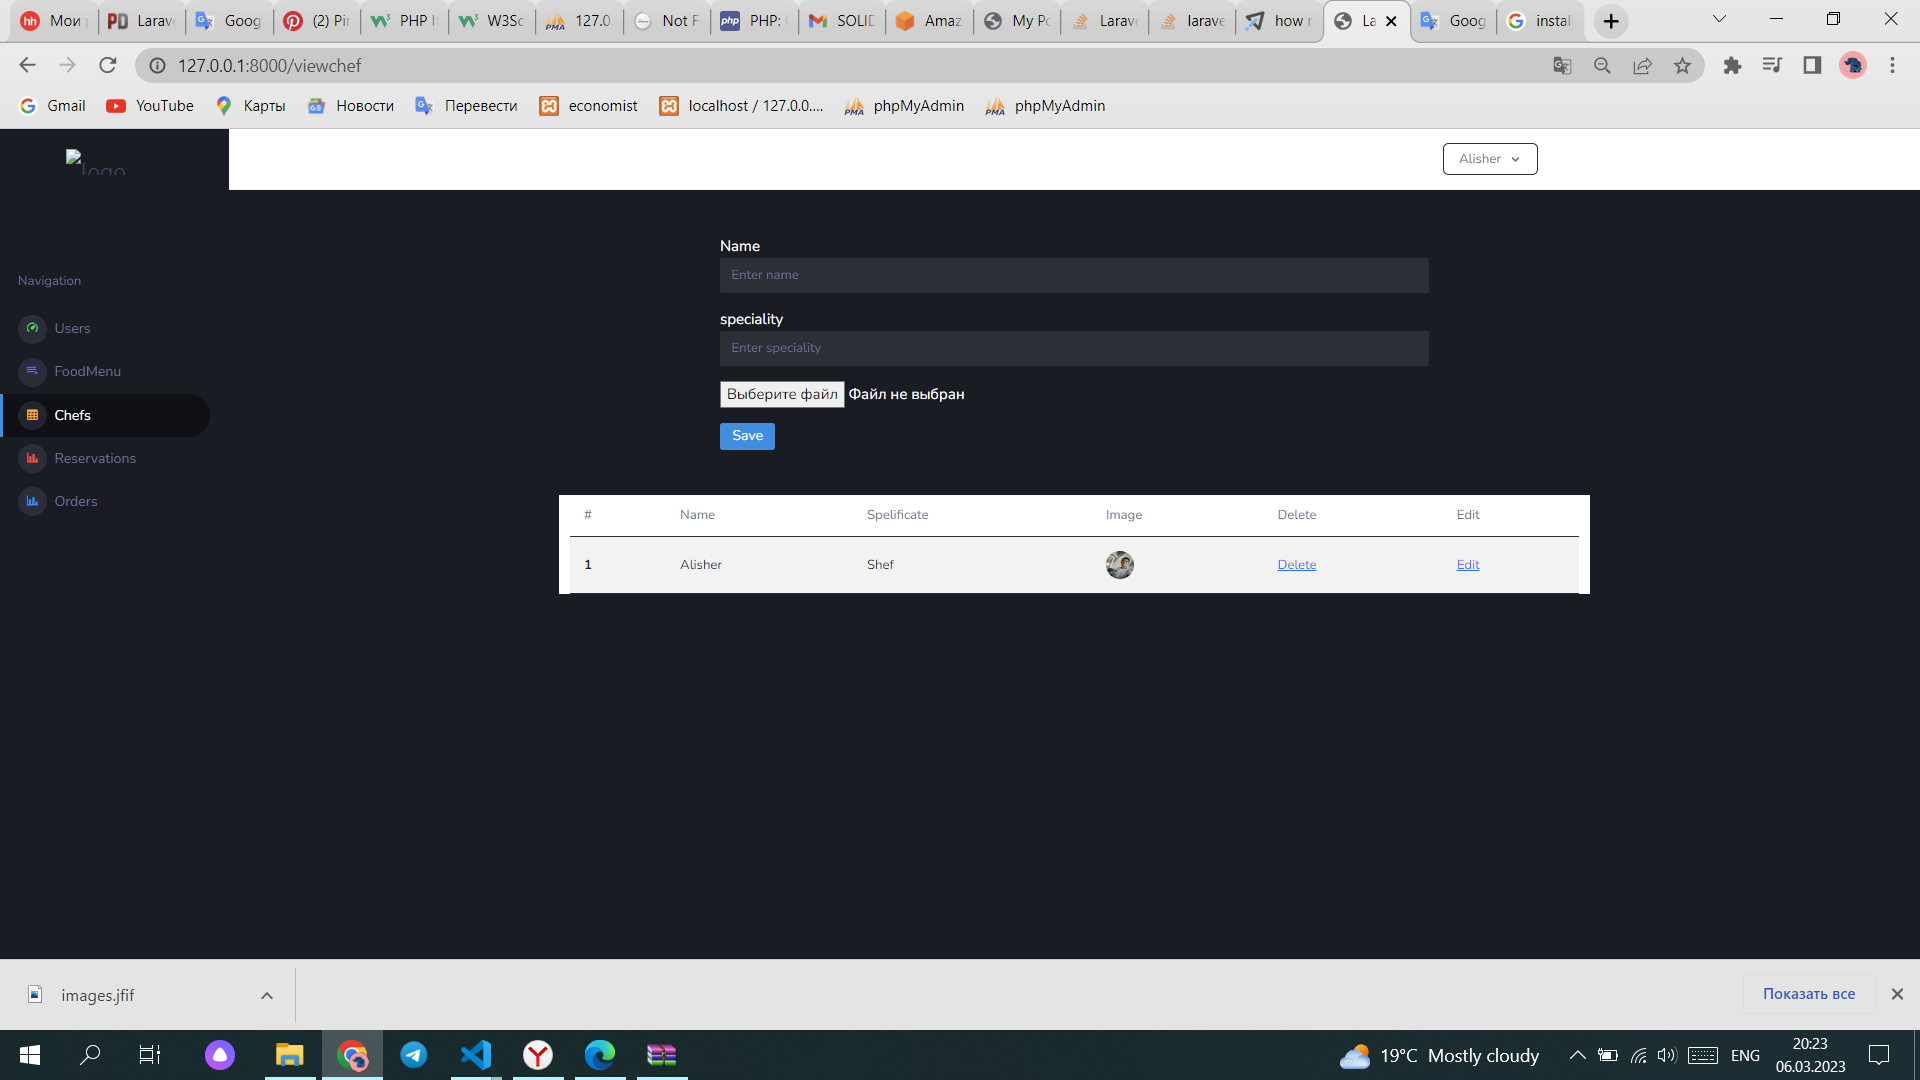 Мои
Larav
Goog
(2) Pir
PHP
W3Sc
127.0.
Not F
PHP:
SOLID
Amaz
My Po
Larav
larave
how r
La
Goog
install
127.0.0.1:8000/viewchef
Gmail
YouTube
Карты
Новости
Перевести
economist
localhost / 127.0.0....
phpMyAdmin
phpMyAdmin
logo
Alisher
Navigation
Users
FoodMenu
Chefs
Reservations
Orders
Name
Enter name
speciality
Enter speciality
Выберите файл Файл не выбран
Save
# Name Spelificate Image Delete Edit
1 Alisher Shef Delete Edit
images.jfif
Показать все
19°C Mostly cloudy
ENG
20:23
06.03.2023